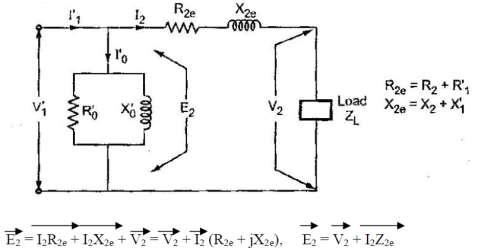 I'₁ I₂ R₂ₑ X₂ₑ
I'₀
V'₁ R'₀ X'₀ E₂ V₂ Load Z_L
R₂ₑ = R₂ + R'₁
X₂ₑ = X₂ + X'₁
E₂ = I₂R₂ₑ + I₂X₂ₑ + V₂ = V₂ + I₂ (R₂ₑ + jX₂ₑ), E₂ = V₂ + I₂Z₂ₑ